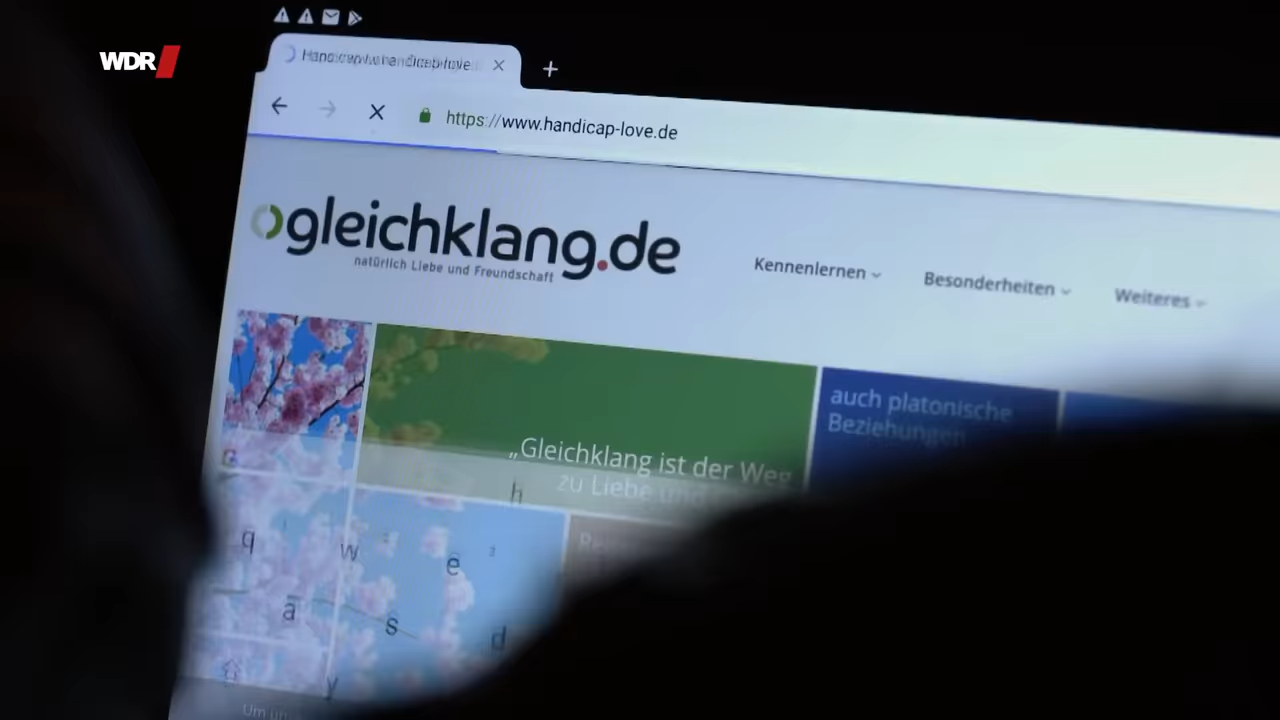 WDR
https://www.handicap-love.de
gleichklang.de
natürlich Liebe und Freundschaft
Kennenlernen
Besonderheiten
Weiteres
auch platonische
Beziehungen
„Gleichklang ist der Weg
zu Liebe und
h
q w e
a s d
y